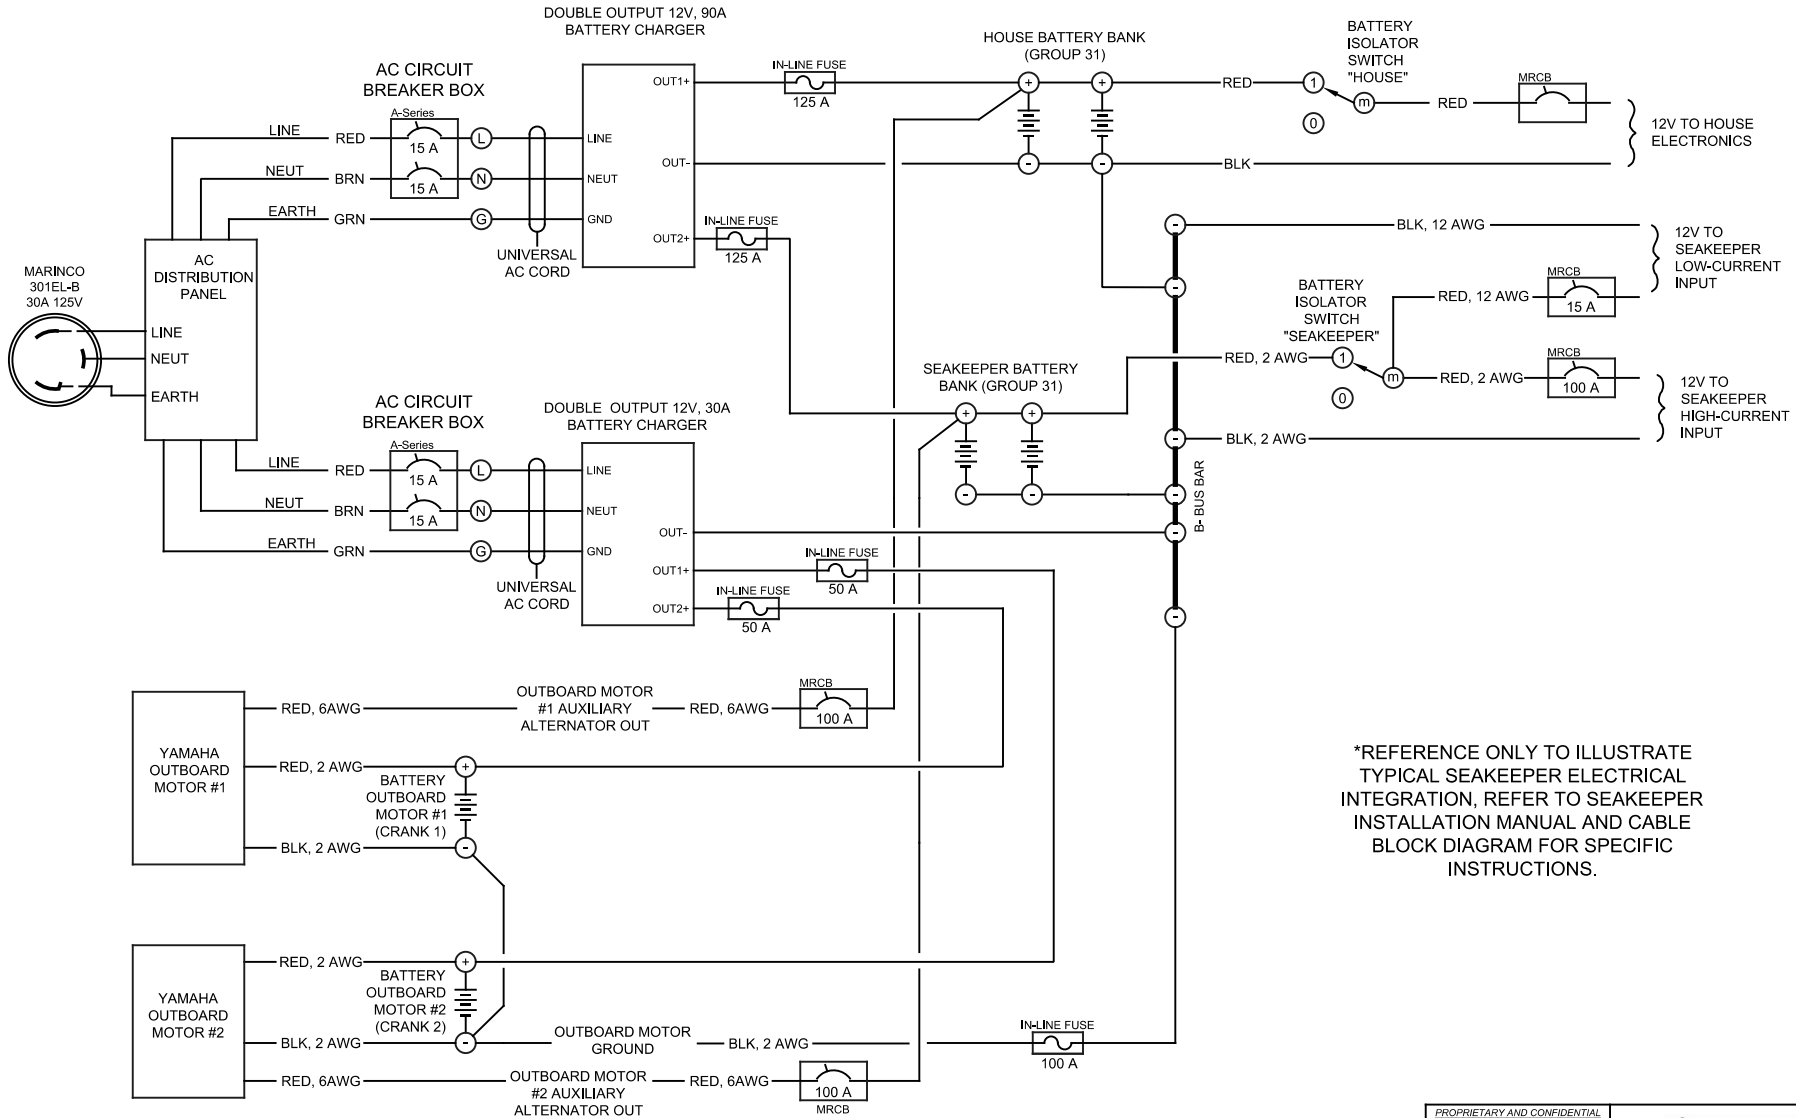 DOUBLE OUTPUT 12V, 90A
BATTERY CHARGER
AC CIRCUIT
BREAKER BOX
A-Series
LINE
RED
15 A
L
NEUT
BRN
15 A
N
EARTH
GRN
G
UNIVERSAL
AC CORD
LINE
NEUT
GND
OUT1+
OUT-
OUT2+
IN-LINE FUSE
125 A
IN-LINE FUSE
125 A
HOUSE BATTERY BANK
(GROUP 31)
+
+
-
-
RED
BLK
BATTERY
ISOLATOR
SWITCH
"HOUSE"
1
m
0
RED
MRCB
12V TO HOUSE
ELECTRONICS
MARINCO
301EL-B
30A 125V
AC
DISTRIBUTION
PANEL
LINE
NEUT
EARTH
-
BLK, 12 AWG
12V TO
SEAKEEPER
LOW-CURRENT
INPUT
-
BATTERY
ISOLATOR
SWITCH
"SEAKEEPER"
RED, 12 AWG
MRCB
15 A
RED, 2 AWG
1
m
0
RED, 2 AWG
MRCB
100 A
12V TO
SEAKEEPER
HIGH-CURRENT
INPUT
-
BLK, 2 AWG
SEAKEEPER BATTERY
BANK (GROUP 31)
+
+
-
-
-
-
-
B- BUS BAR
AC CIRCUIT
BREAKER BOX
A-Series
LINE
RED
15 A
L
NEUT
BRN
15 A
N
EARTH
GRN
G
UNIVERSAL
AC CORD
DOUBLE OUTPUT 12V, 30A
BATTERY CHARGER
LINE
NEUT
GND
OUT-
OUT1+
OUT2+
IN-LINE FUSE
50 A
IN-LINE FUSE
50 A
YAMAHA
OUTBOARD
MOTOR #1
RED, 6AWG
OUTBOARD MOTOR
#1 AUXILIARY
ALTERNATOR OUT
RED, 6AWG
MRCB
100 A
RED, 2 AWG
+
BATTERY
OUTBOARD
MOTOR #1
(CRANK 1)
BLK, 2 AWG
-
*REFERENCE ONLY TO ILLUSTRATE
TYPICAL SEAKEEPER ELECTRICAL
INTEGRATION, REFER TO SEAKEEPER
INSTALLATION MANUAL AND CABLE
BLOCK DIAGRAM FOR SPECIFIC
INSTRUCTIONS.
YAMAHA
OUTBOARD
MOTOR #2
RED, 2 AWG
+
BATTERY
OUTBOARD
MOTOR #2
(CRANK 2)
BLK, 2 AWG
-
OUTBOARD MOTOR
GROUND
BLK, 2 AWG
IN-LINE FUSE
100 A
RED, 6AWG
OUTBOARD MOTOR
#2 AUXILIARY
ALTERNATOR OUT
RED, 6AWG
100 A
MRCB
PROPRIETARY AND CONFIDENTIAL